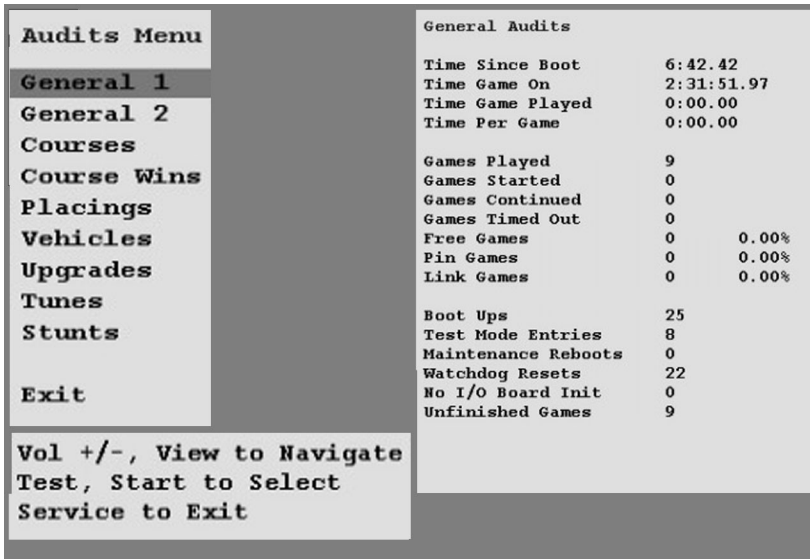 Audits Menu
General 1
General 2
Courses
Course Wins
Placings
Vehicles
Upgrades
Tunes
Stunts
Exit
Vol +/-, View to Navigate
Test, Start to Select
Service to Exit
General Audits
Time Since Boot 6:42.42
Time Game On 2:31:51.97
Time Game Played 0:00.00
Time Per Game 0:00.00
Games Played 9
Games Started 0
Games Continued 0
Games Timed Out 0
Free Games 0 0.00%
Pin Games 0 0.00%
Link Games 0 0.00%
Boot Ups 25
Test Mode Entries 8
Maintenance Reboots 0
Watchdog Resets 22
No I/O Board Init 0
Unfinished Games 9